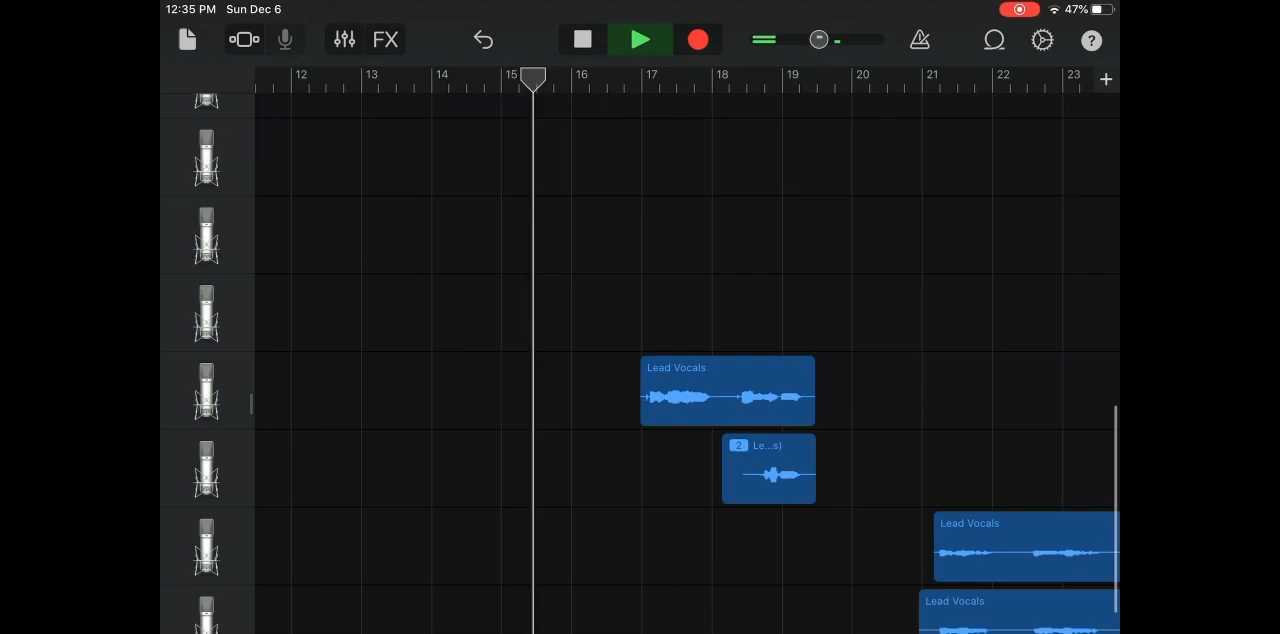 12:35 PM Sun Dec 6 47%
FX ?
12 13 14 15 16 17 18 19 20 21 22 23 +
Lead Vocals
2 Le...s)
Lead Vocals
Lead Vocals